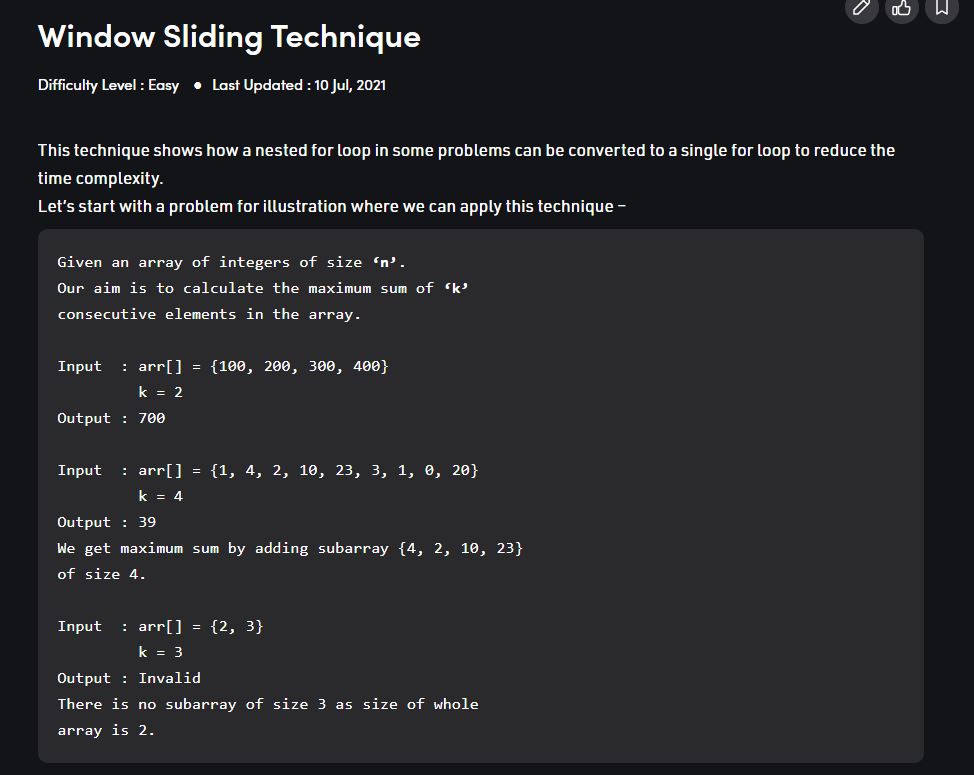 Window Sliding Technique
Difficulty Level : Easy ● Last Updated : 10 Jul, 2021
This technique shows how a nested for loop in some problems can be converted to a single for loop to reduce the
time complexity.
Let's start with a problem for illustration where we can apply this technique –
Given an array of integers of size ‘n’.
Our aim is to calculate the maximum sum of ‘k’
consecutive elements in the array.
Input  : arr[] = {100, 200, 300, 400}
         k = 2
Output : 700
Input  : arr[] = {1, 4, 2, 10, 23, 3, 1, 0, 20}
         k = 4
Output : 39
We get maximum sum by adding subarray {4, 2, 10, 23}
of size 4.
Input  : arr[] = {2, 3}
         k = 3
Output : Invalid
There is no subarray of size 3 as size of whole
array is 2.